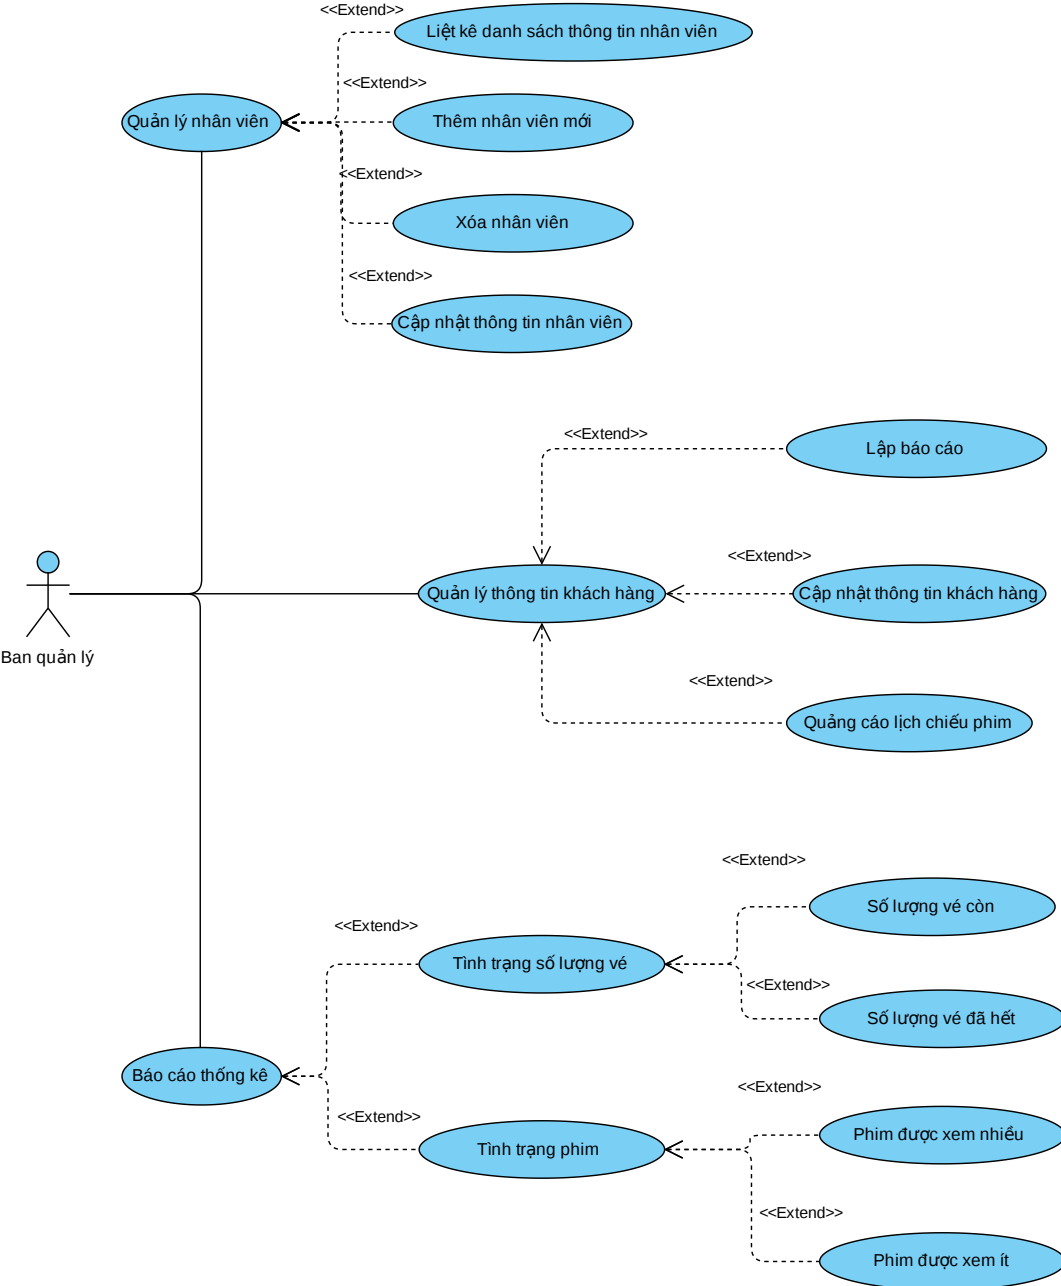 <<Extend>>
Liệt kê danh sách thông tin nhân viên
<<Extend>>
Quản lý nhân viên
Thêm nhân viên mới
<<Extend>>
Xóa nhân viên
<<Extend>>
Cập nhật thông tin nhân viên
<<Extend>>
Lập báo cáo
<<Extend>>
Quản lý thông tin khách hàng
Cập nhật thông tin khách hàng
Ban quản lý
<<Extend>>
Quảng cáo lịch chiếu phim
<<Extend>>
Số lượng vé còn
<<Extend>>
Tình trạng số lượng vé
<<Extend>>
Số lượng vé đã hết
Báo cáo thống kê
<<Extend>>
<<Extend>>
Phim được xem nhiều
Tình trạng phim
<<Extend>>
Phim được xem ít